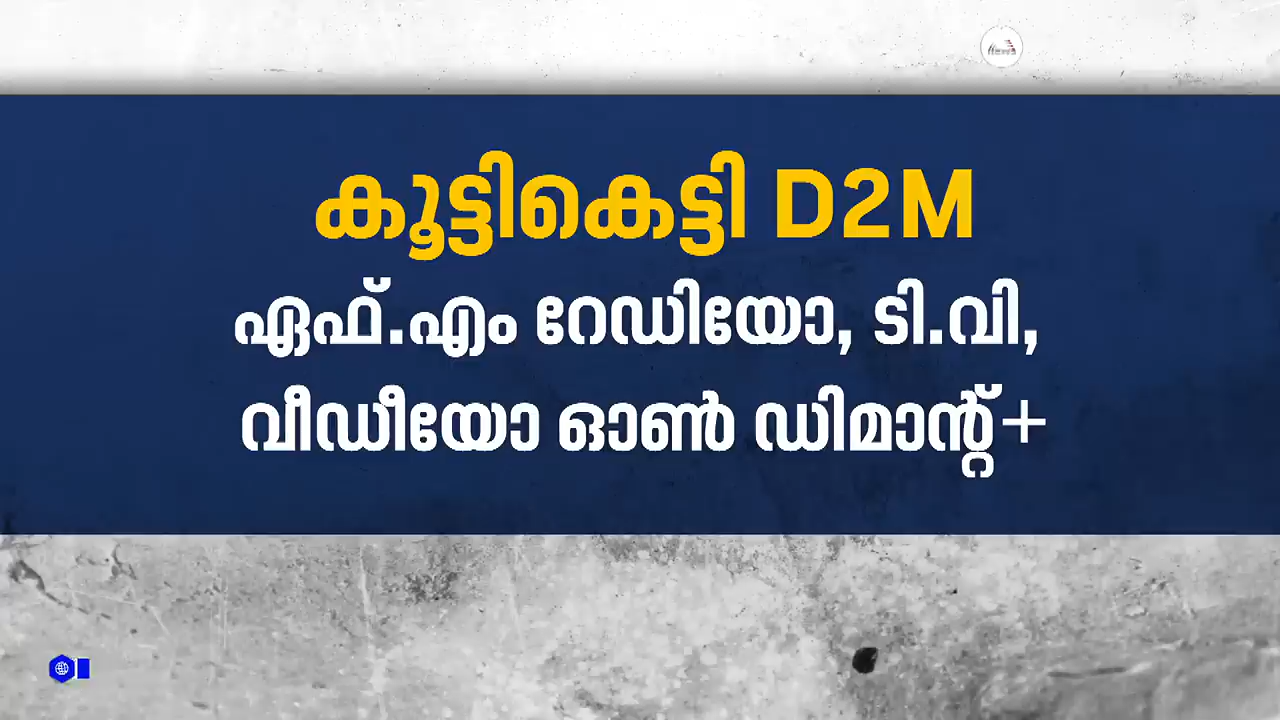 കൂട്ടികെട്ടി D2M
ഏഫ്.എം റേഡിയോ, ടി.വി,
വീഡീയോ ഓൺ ഡിമാന്റ്+